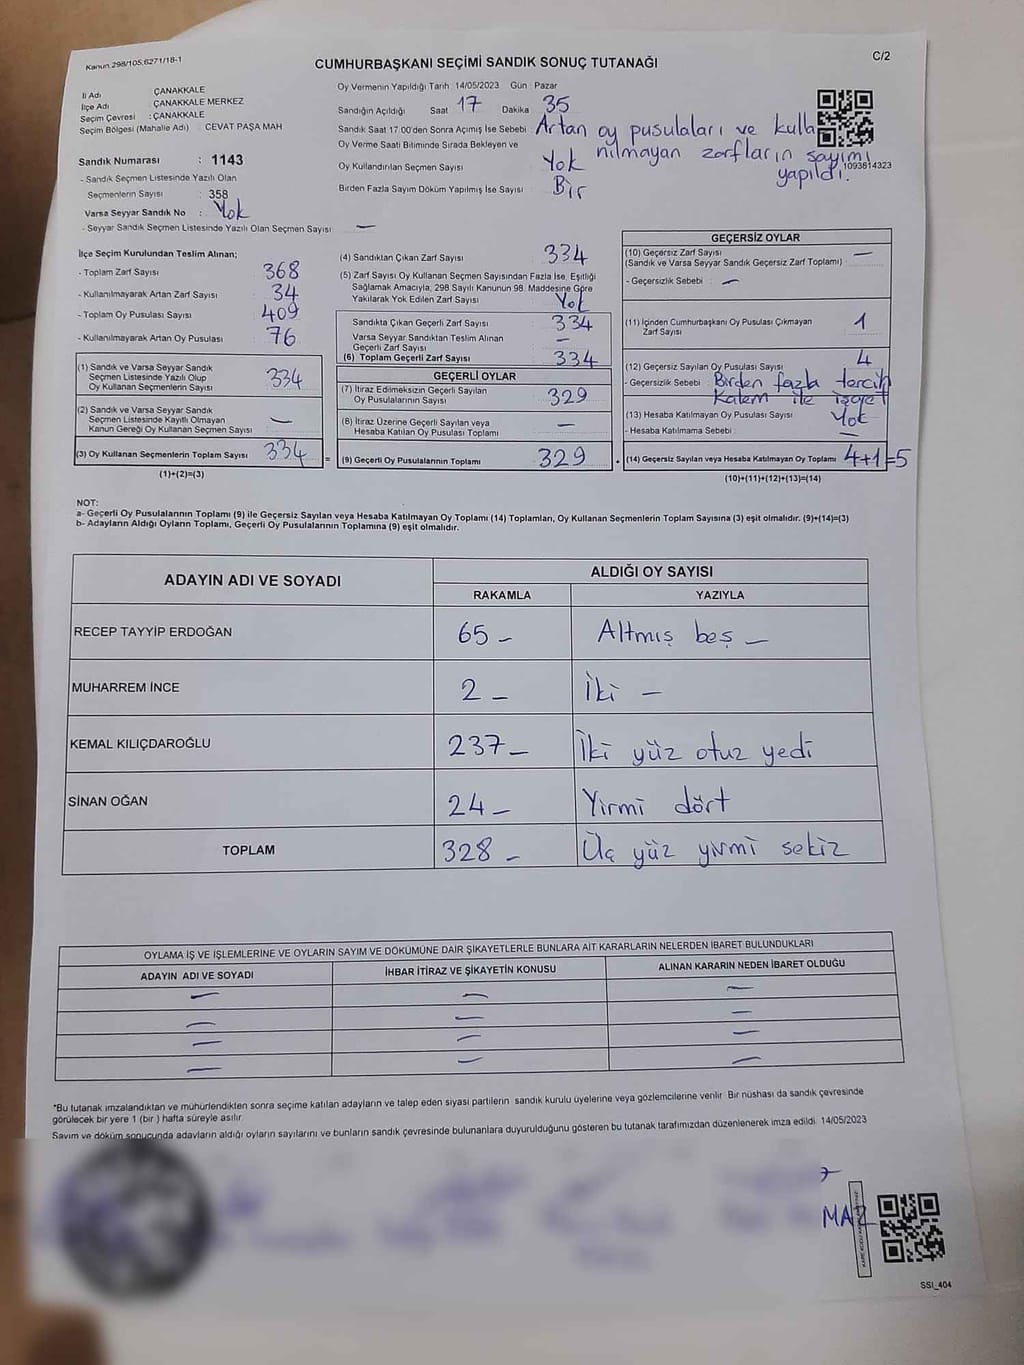 Kanun 298/105,6271/18-1
CUMHURBAŞKANI SEÇİMİ SANDIK SONUÇ TUTANAĞI
C/2
İl Adı ÇANAKKALE
İlçe Adı : ÇANAKKALE MERKEZ
Seçim Çevresi : ÇANAKKALE
Seçim Bölgesi (Mahalle Adı) : CEVAT PAŞA MAH
Sandık Numarası : 1143
- Sandık Seçmen Listesinde Yazılı Olan
Seçmenlerin Sayısı : 358
Varsa Seyyar Sandık No : Yok
- Seyyar Sandık Seçmen Listesinde Yazılı Olan Seçmen Sayısı : —
Oy Vermenin Yapıldığı Tarih 14/05/2023 Gün : Pazar
Sandığın Açıldığı Saat 17 Dakika 35
Sandık Saat 17:00'den Sonra Açımış İse Sebebi : Artan oy pusulaları ve kulla
nılmayan zarfların sayımı
yapıldı.
Oy Verme Saati Bitiminde Sırada Bekleyen ve
Oy Kullandırılan Seçmen Sayısı : Yok
Birden Fazla Sayım Döküm Yapılmış İse Sayısı : Bir
1093814323
İlçe Seçim Kurulundan Teslim Alınan;
- Toplam Zarf Sayısı : 368
- Kullanılmayarak Artan Zarf Sayısı : 34
- Toplam Oy Pusulası Sayısı : 409
- Kullanılmayarak Artan Oy Pusulası : 76
(1) Sandık ve Varsa Seyyar Sandık
Seçmen Listesinde Yazılı Olup
Oy Kullanan Seçmenlerin Sayısı : 334
(2) Sandık ve Varsa Seyyar Sandık
Seçmen Listesinde Kayıtlı Olmayan
Kanun Gereği Oy Kullanan Seçmen Sayısı : —
(3) Oy Kullanan Seçmenlerin Toplam Sayısı : 334 =
(1)+(2)=(3)
(4) Sandıktan Çıkan Zarf Sayısı : 334
(5) Zarf Sayısı Oy Kullanan Seçmen Sayısından Fazla İse, Eşitliği
Sağlamak Amacıyla, 298 Sayılı Kanunun 98. Maddesine Göre
Yakılarak Yok Edilen Zarf Sayısı : Yok
Sandıkta Çıkan Geçerli Zarf Sayısı : 334
Varsa Seyyar Sandıktan Teslim Alınan
Geçerli Zarf Sayısı : —
(6) Toplam Geçerli Zarf Sayısı : 334
GEÇERLİ OYLAR
(7) İtiraz Edilmeksizin Geçerli Sayılan
Oy Pusulalarının Sayısı : 329
(8) İtiraz Üzerine Geçerli Sayılan veya
Hesaba Katılan Oy Pusulası Toplamı : —
(9) Geçerli Oy Pusulalarının Toplamı : 329
GEÇERSİZ OYLAR
(10) Geçersiz Zarf Sayısı
(Sandık ve Varsa Seyyar Sandık Geçersiz Zarf Toplamı) : —
- Geçersizlik Sebebi : —
(11) İçinden Cumhurbaşkanı Oy Pusulası Çıkmayan
Zarf Sayısı : 1
(12) Geçersiz Sayılan Oy Pusulası Sayısı : 4
- Geçersizlik Sebebi : Birden fazla tercih
Kalem ile işaret
(13) Hesaba Katılmayan Oy Pusulası Sayısı : Yok
- Hesaba Katılmama Sebebi : —
(14) Geçersiz Sayılan veya Hesaba Katılmayan Oy Toplamı : 4+1=5
(10)+(11)+(12)+(13)=(14)
NOT:
a- Geçerli Oy Pusulalarının Toplamı (9) ile Geçersiz Sayılan veya Hesaba Katılmayan Oy Toplamı (14) Toplamları, Oy Kullanan Seçmenlerin Toplam Sayısına (3) eşit olmalıdır. (9)+(14)=(3)
b- Adayların Aldığı Oyların Toplamı, Geçerli Oy Pusulalarının Toplamına (9) eşit olmalıdır.
ADAYIN ADI VE SOYADI ALDIĞI OY SAYISI
RAKAMLA YAZIYLA
RECEP TAYYİP ERDOĞAN 65 — Altmış beş —
MUHARREM İNCE 2 — İki —
KEMAL KILIÇDAROĞLU 237 — İki yüz otuz yedi
SİNAN OĞAN 24 — Yirmi dört
TOPLAM 328 — Üç yüz yirmi sekiz
OYLAMA İŞ VE İŞLEMLERİNE VE OYLARIN SAYIM VE DÖKÜMÜNE DAİR ŞİKAYETLERLE BUNLARA AİT KARARLARIN NELERDEN İBARET BULUNDUKLARI
ADAYIN ADI VE SOYADI İHBAR İTİRAZ VE ŞİKAYETİN KONUSU ALINAN KARARIN NEDEN İBARET OLDUĞU
— — —
— — —
— — —
— — —
*Bu tutanak imzalandıktan ve mühürlendikten sonra seçime katılan adayların ve talep eden siyasi partilerin sandık kurulu üyelerine veya gözlemcilerine verilir. Bir nüshası da sandık çevresinde
görülecek bir yere 1 (bir ) hafta süreyle asılır.
Sayım ve döküm sonucunda adayların aldığı oyların sayılarını ve bunların sandık çevresinde bulunanlara duyurulduğunu gösteren bu tutanak tarafımızdan düzenlenerek imza edildi. 14/05/2023
SSI_404